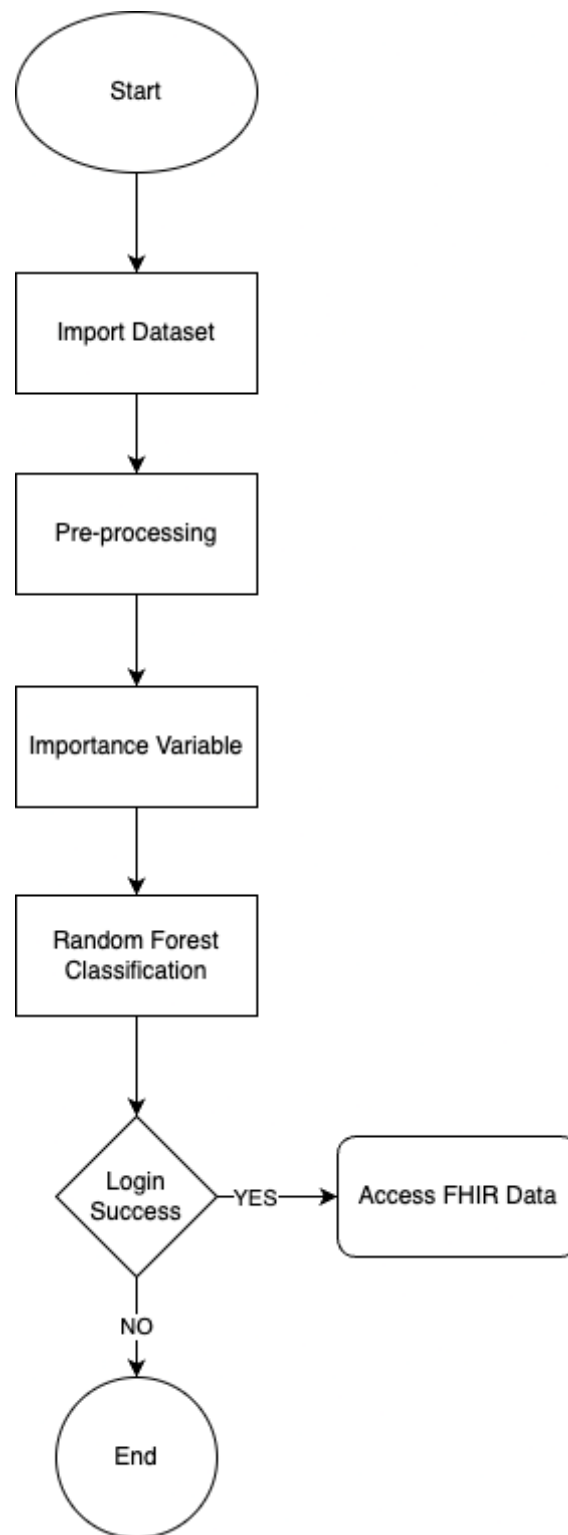 Start
Import Dataset
Pre-processing
Importance Variable
Random Forest
Classification
Login
Success
YES
Access FHIR Data
NO
End